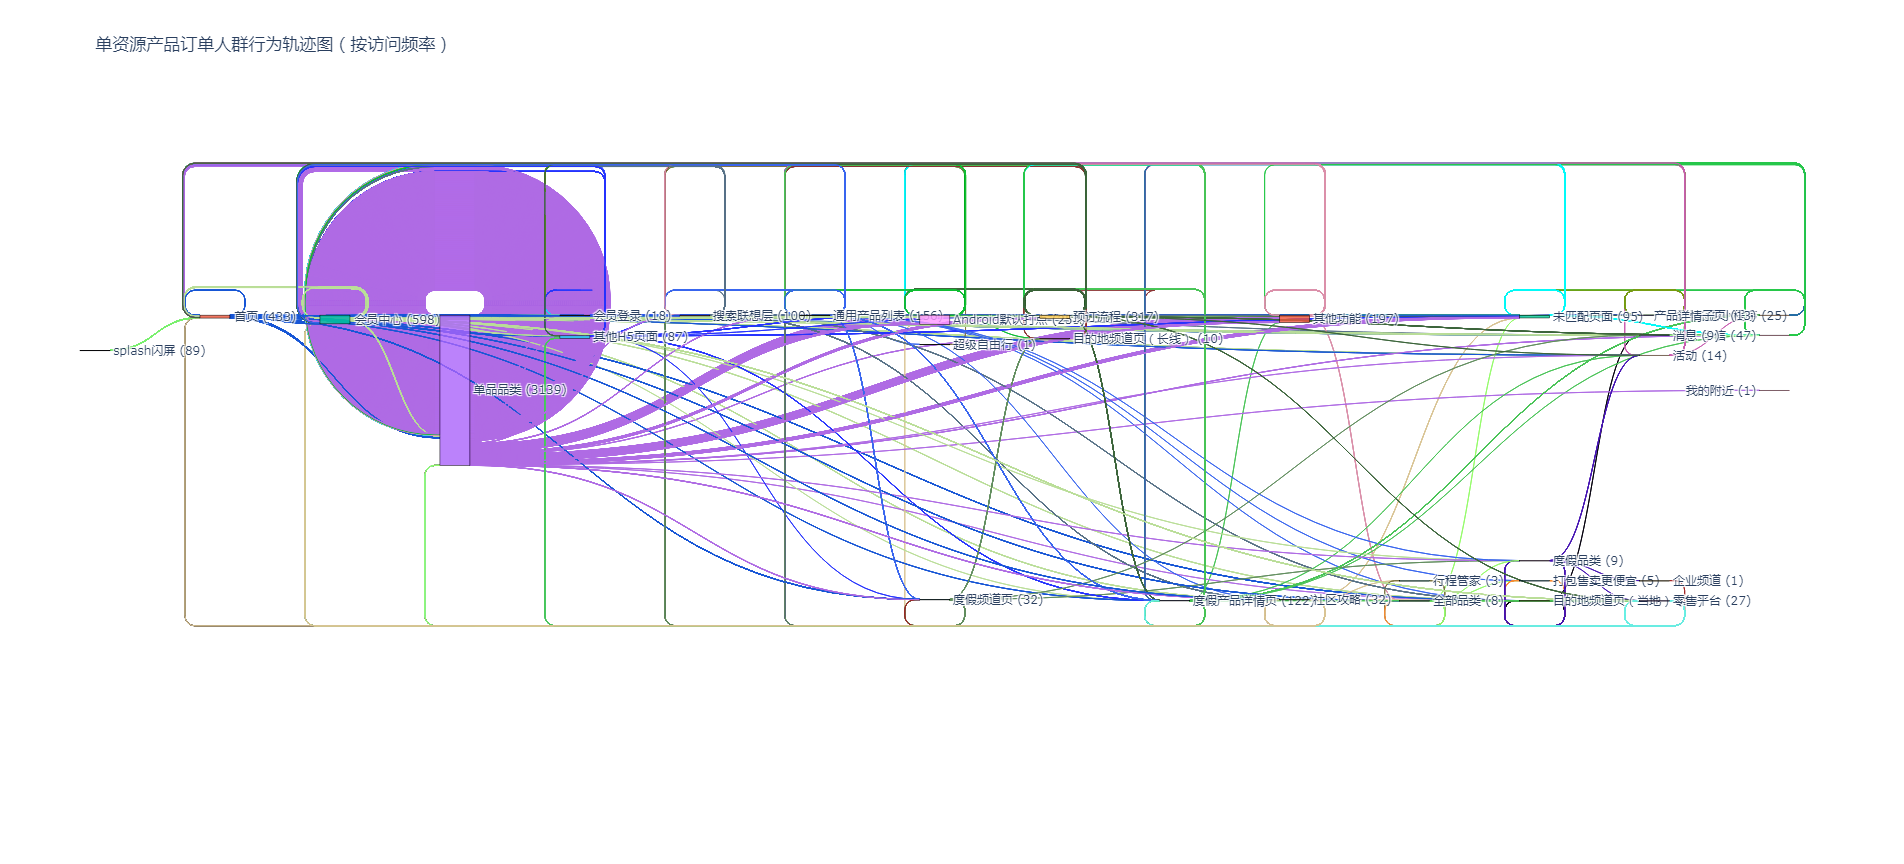 单资源产品订单人群行为轨迹图（按访问频率）
splash闪屏 (89)
首页 (433)
会员中心 (598)
单品品类 (3139)
会员登录 (18)
其他H5页面 (87)
搜索联想层 (109)
通用产品列表 (156)
Android默认打点
超级自由行 (1)
预订流程 (317)
目的地频道页（长线） (10)
其他功能 (197)
未匹配页面 (95)
产品详情
(25)
消息 (9)
(47)
活动 (14)
我的附近 (1)
度假品类 (9)
行程管家 (3)
打包售卖更便宜 (5)
企业频道 (1)
度假频道页 (32)
度假产品详情页 (122)
社区攻略 (32)
全部品类 (8)
目的地频道页（当地）
零售平台 (27)